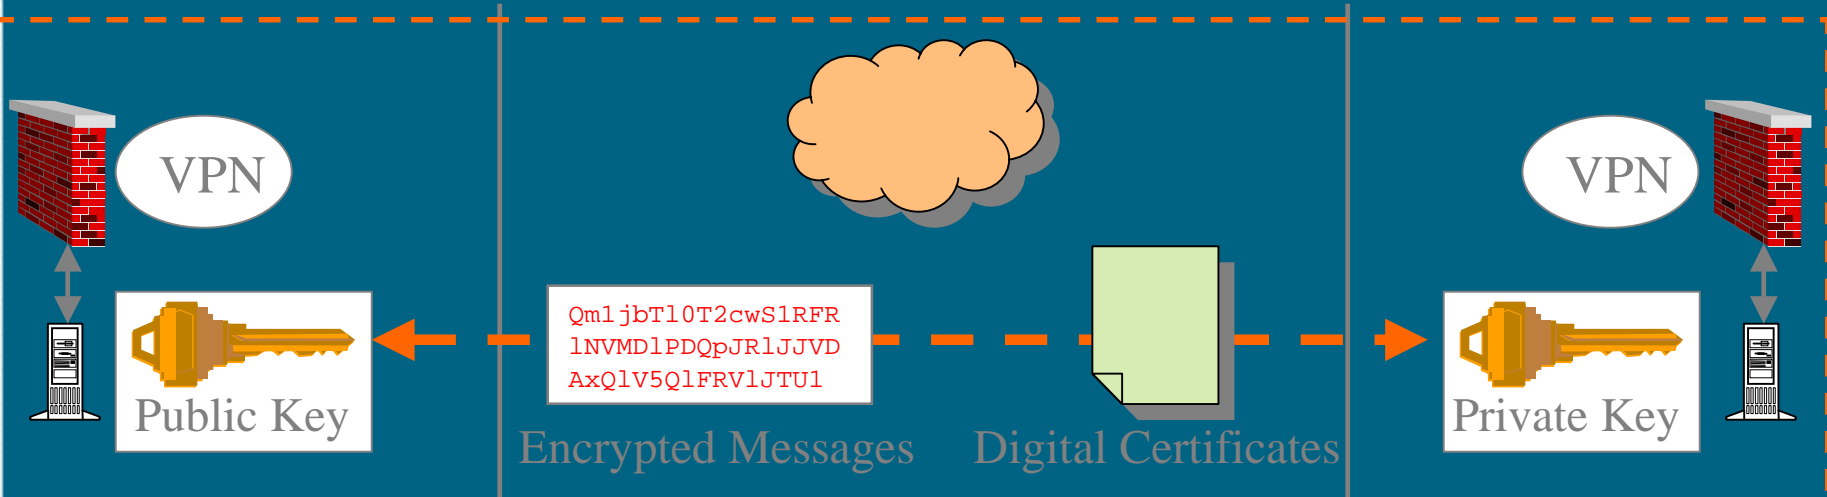 VPN
VPN
Qm1jbTl0T2cwS1RFR
lNVMDlPDQpJRlJJVD
AxQlV5QlFRVlJTU1
Public Key
Private Key
Encrypted Messages
Digital Certificates